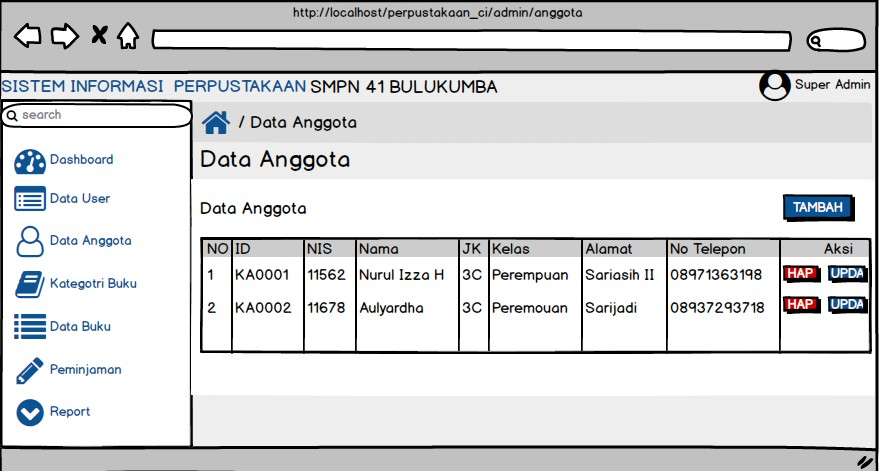 http://localhost/perpustakaan_ci/admin/anggota
SISTEM INFORMASI PERPUSTAKAAN SMPN 41 BULUKUMBA
Super Admin
search
Dashboard
Data User
Data Anggota
Kategotri Buku
Data Buku
Peminjaman
Report
/ Data Anggota
Data Anggota
Data Anggota
TAMBAH
NO ID NIS Nama JK Kelas Alamat No Telepon Aksi
1 KA0001 11562 Nurul Izza H 3C Perempuan Sariasih II 08971363198 HAP UPDA
2 KA0002 11678 Aulyardha 3C Peremouan Sarijadi 08937293718 HAP UPDA